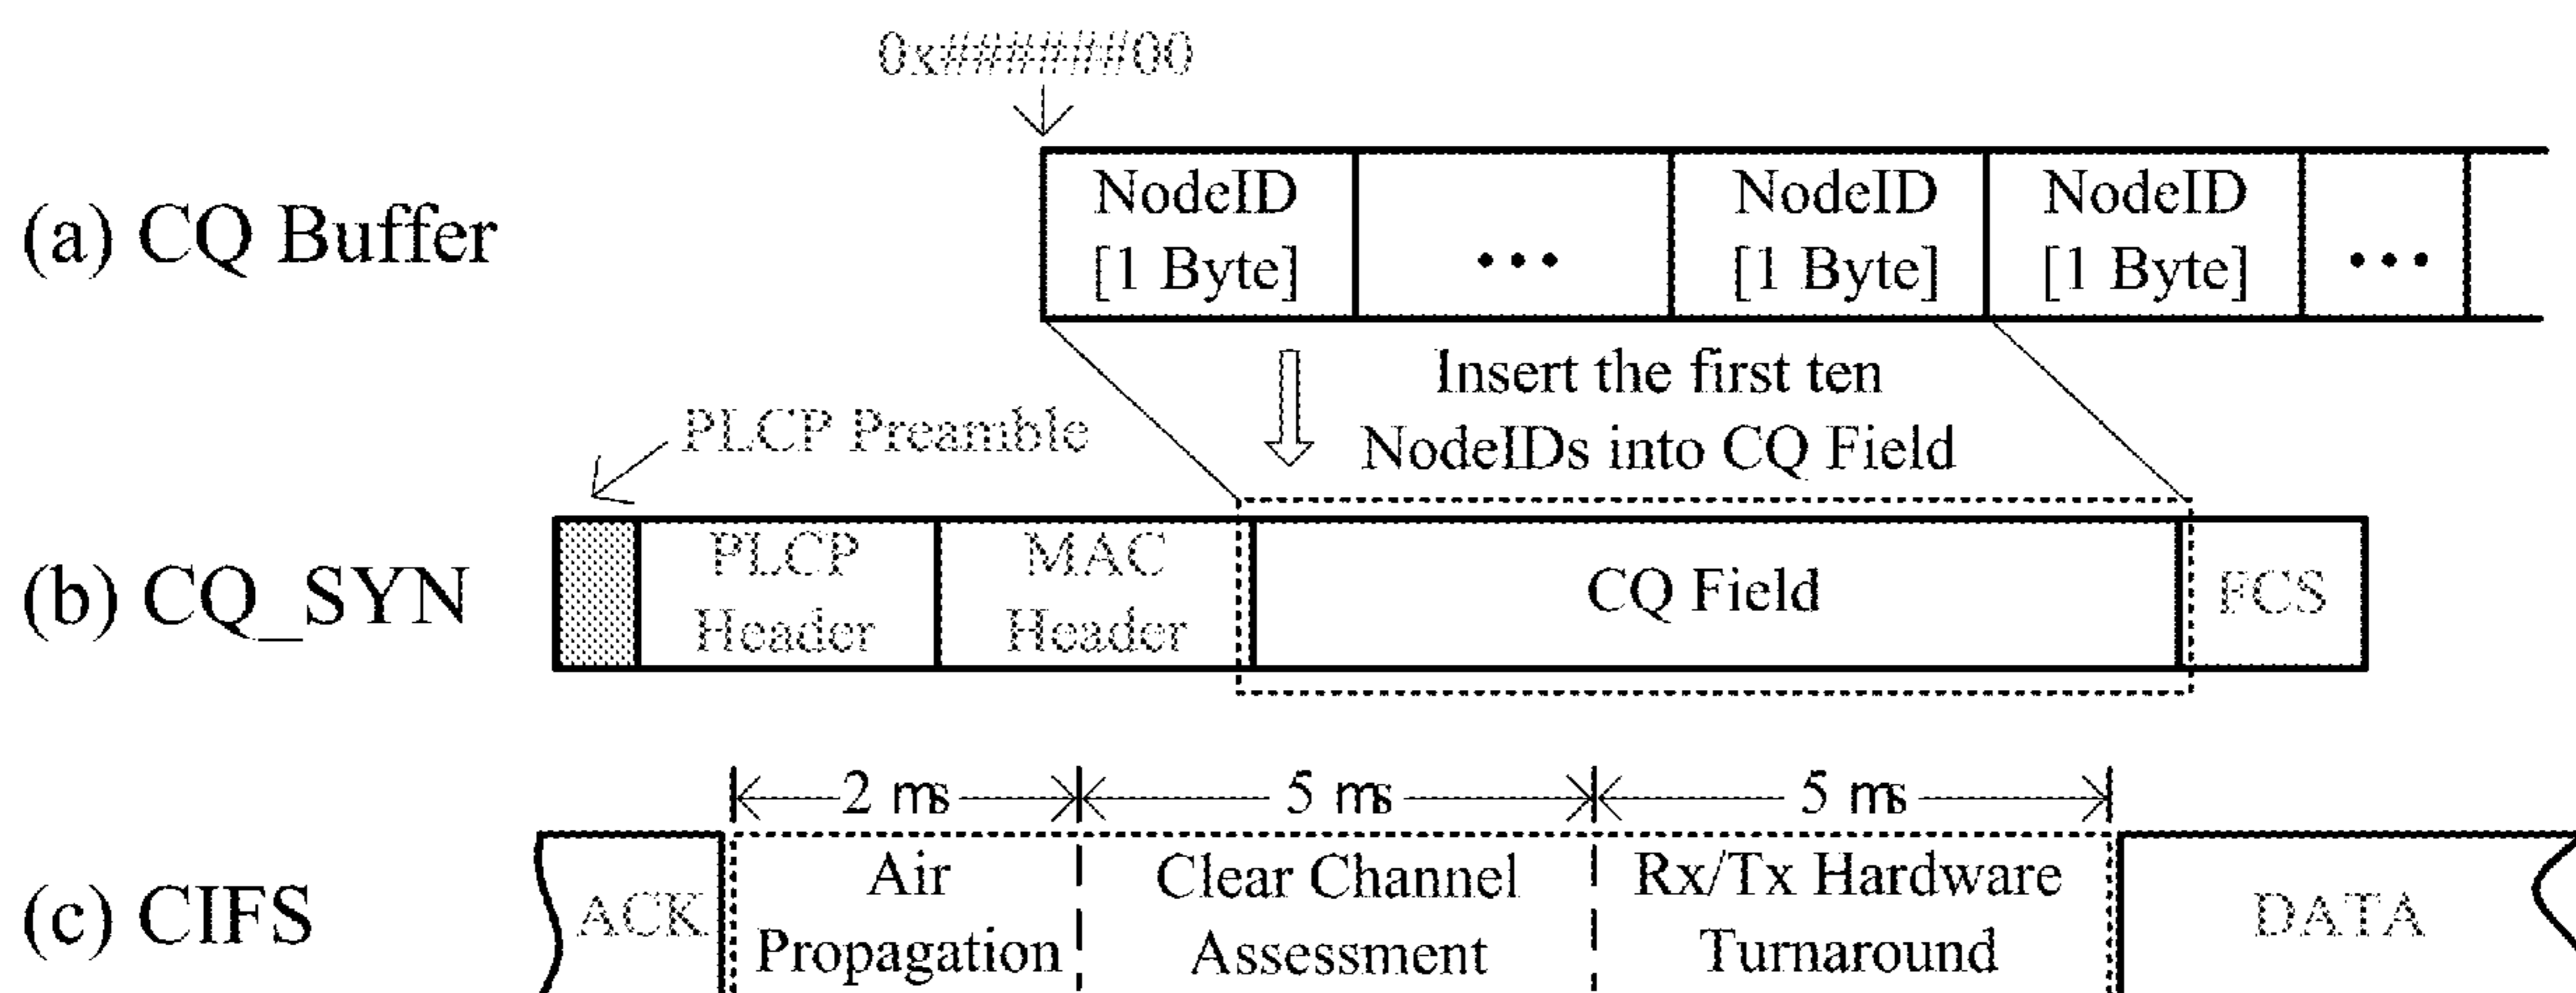 0x######00
(a) CQ Buffer
NodeID
[1 Byte]
...
NodeID
[1 Byte]
NodeID
[1 Byte]
...
Insert the first ten
NodeIDs into CQ Field
PLCP Preamble
(b) CQ_SYN
PLCP
Header
MAC
Header
CQ Field
FCS
2 ms
5 ms
5 ms
(c) CIFS
ACK
Air
Propagation
Clear Channel
Assessment
Rx/Tx Hardware
Turnaround
DATA